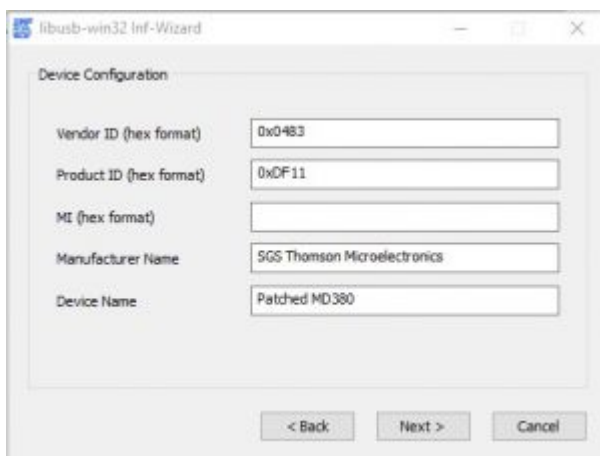 libusb-win32 Inf-Wizard
Device Configuration
Vendor ID (hex format) 0x0483
Product ID (hex format) 0xDF11
MI (hex format)
Manufacturer Name SGS Thomson Microelectronics
Device Name Patched MD380
< Back Next > Cancel